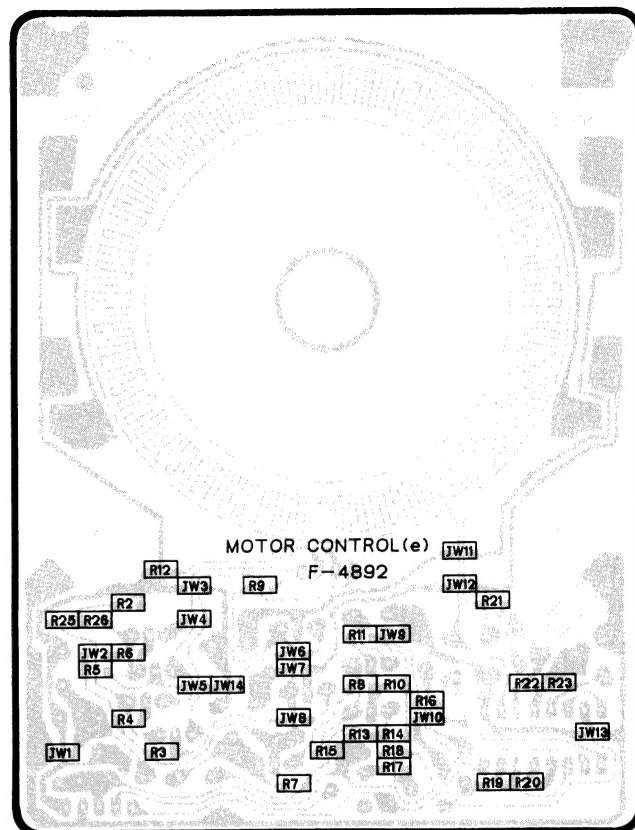 MOTOR CONTROL(e)
JW11
R12
F-4892
JW3
R9
JW12
R2
R21
R25 R26
JW4
R11 JW9
JW2 R6
JW6
R5
JW7
JW5 JW14
R8 R10
R22 R23
R16
R4
JW8
JW10
R13 R14
JW13
JW1
R3
R15
R18
R17
R7
R19 R20